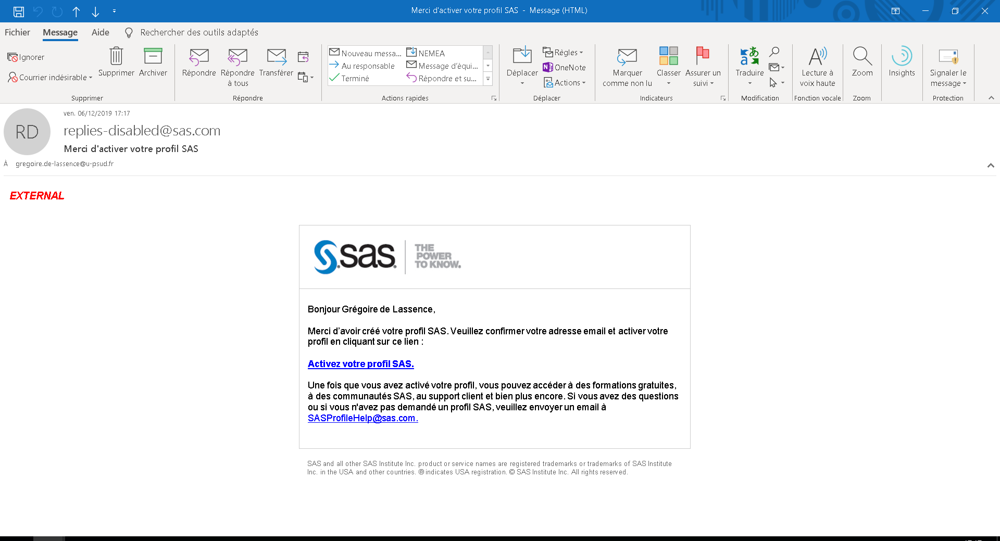 Merci d'activer votre profil SAS - Message (HTML)
Fichier Message Aide Rechercher des outils adaptés
Ignorer
Courrier indésirable
Supprimer
Archiver
Supprimer
Répondre
Répondre à tous
Transférer
Répondre
Nouveau messa...
Au responsable
Terminé
NEMEA
Message d'équi...
Répondre et su...
Actions rapides
Déplacer
Règles
OneNote
Actions
Déplacer
Marquer comme non lu
Classer
Assurer un suivi
Indicateurs
Traduire
Modification
Lecture à voix haute
Fonction vocale
Zoom
Zoom
Insights
Signaler le message
Protection
RD
ven. 06/12/2019 17:17
replies-disabled@sas.com
Merci d'activer votre profil SAS
À gregoire.de-lassence@u-psud.fr
EXTERNAL
sas
THE
POWER
TO KNOW.
Bonjour Grégoire de Lassence,
Merci d’avoir créé votre profil SAS. Veuillez confirmer votre adresse email et activer votre
profil en cliquant sur ce lien :
Activez votre profil SAS.
Une fois que vous avez activé votre profil, vous pouvez accéder à des formations gratuites,
à des communautés SAS, au support client et bien plus encore. Si vous avez des questions
ou si vous n'avez pas demandé un profil SAS, veuillez envoyer un email à
SASProfileHelp@sas.com.
SAS and all other SAS Institute Inc. product or service names are registered trademarks or trademarks of SAS Institute
Inc. in the USA and other countries. ® indicates USA registration. © SAS Institute Inc. All rights reserved.